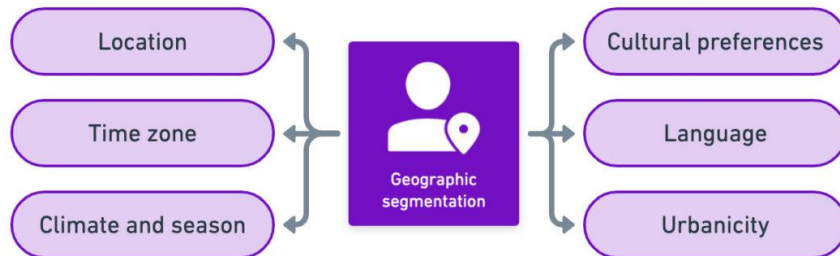 Location
Time zone
Climate and season
Geographic
segmentation
Cultural preferences
Language
Urbanicity